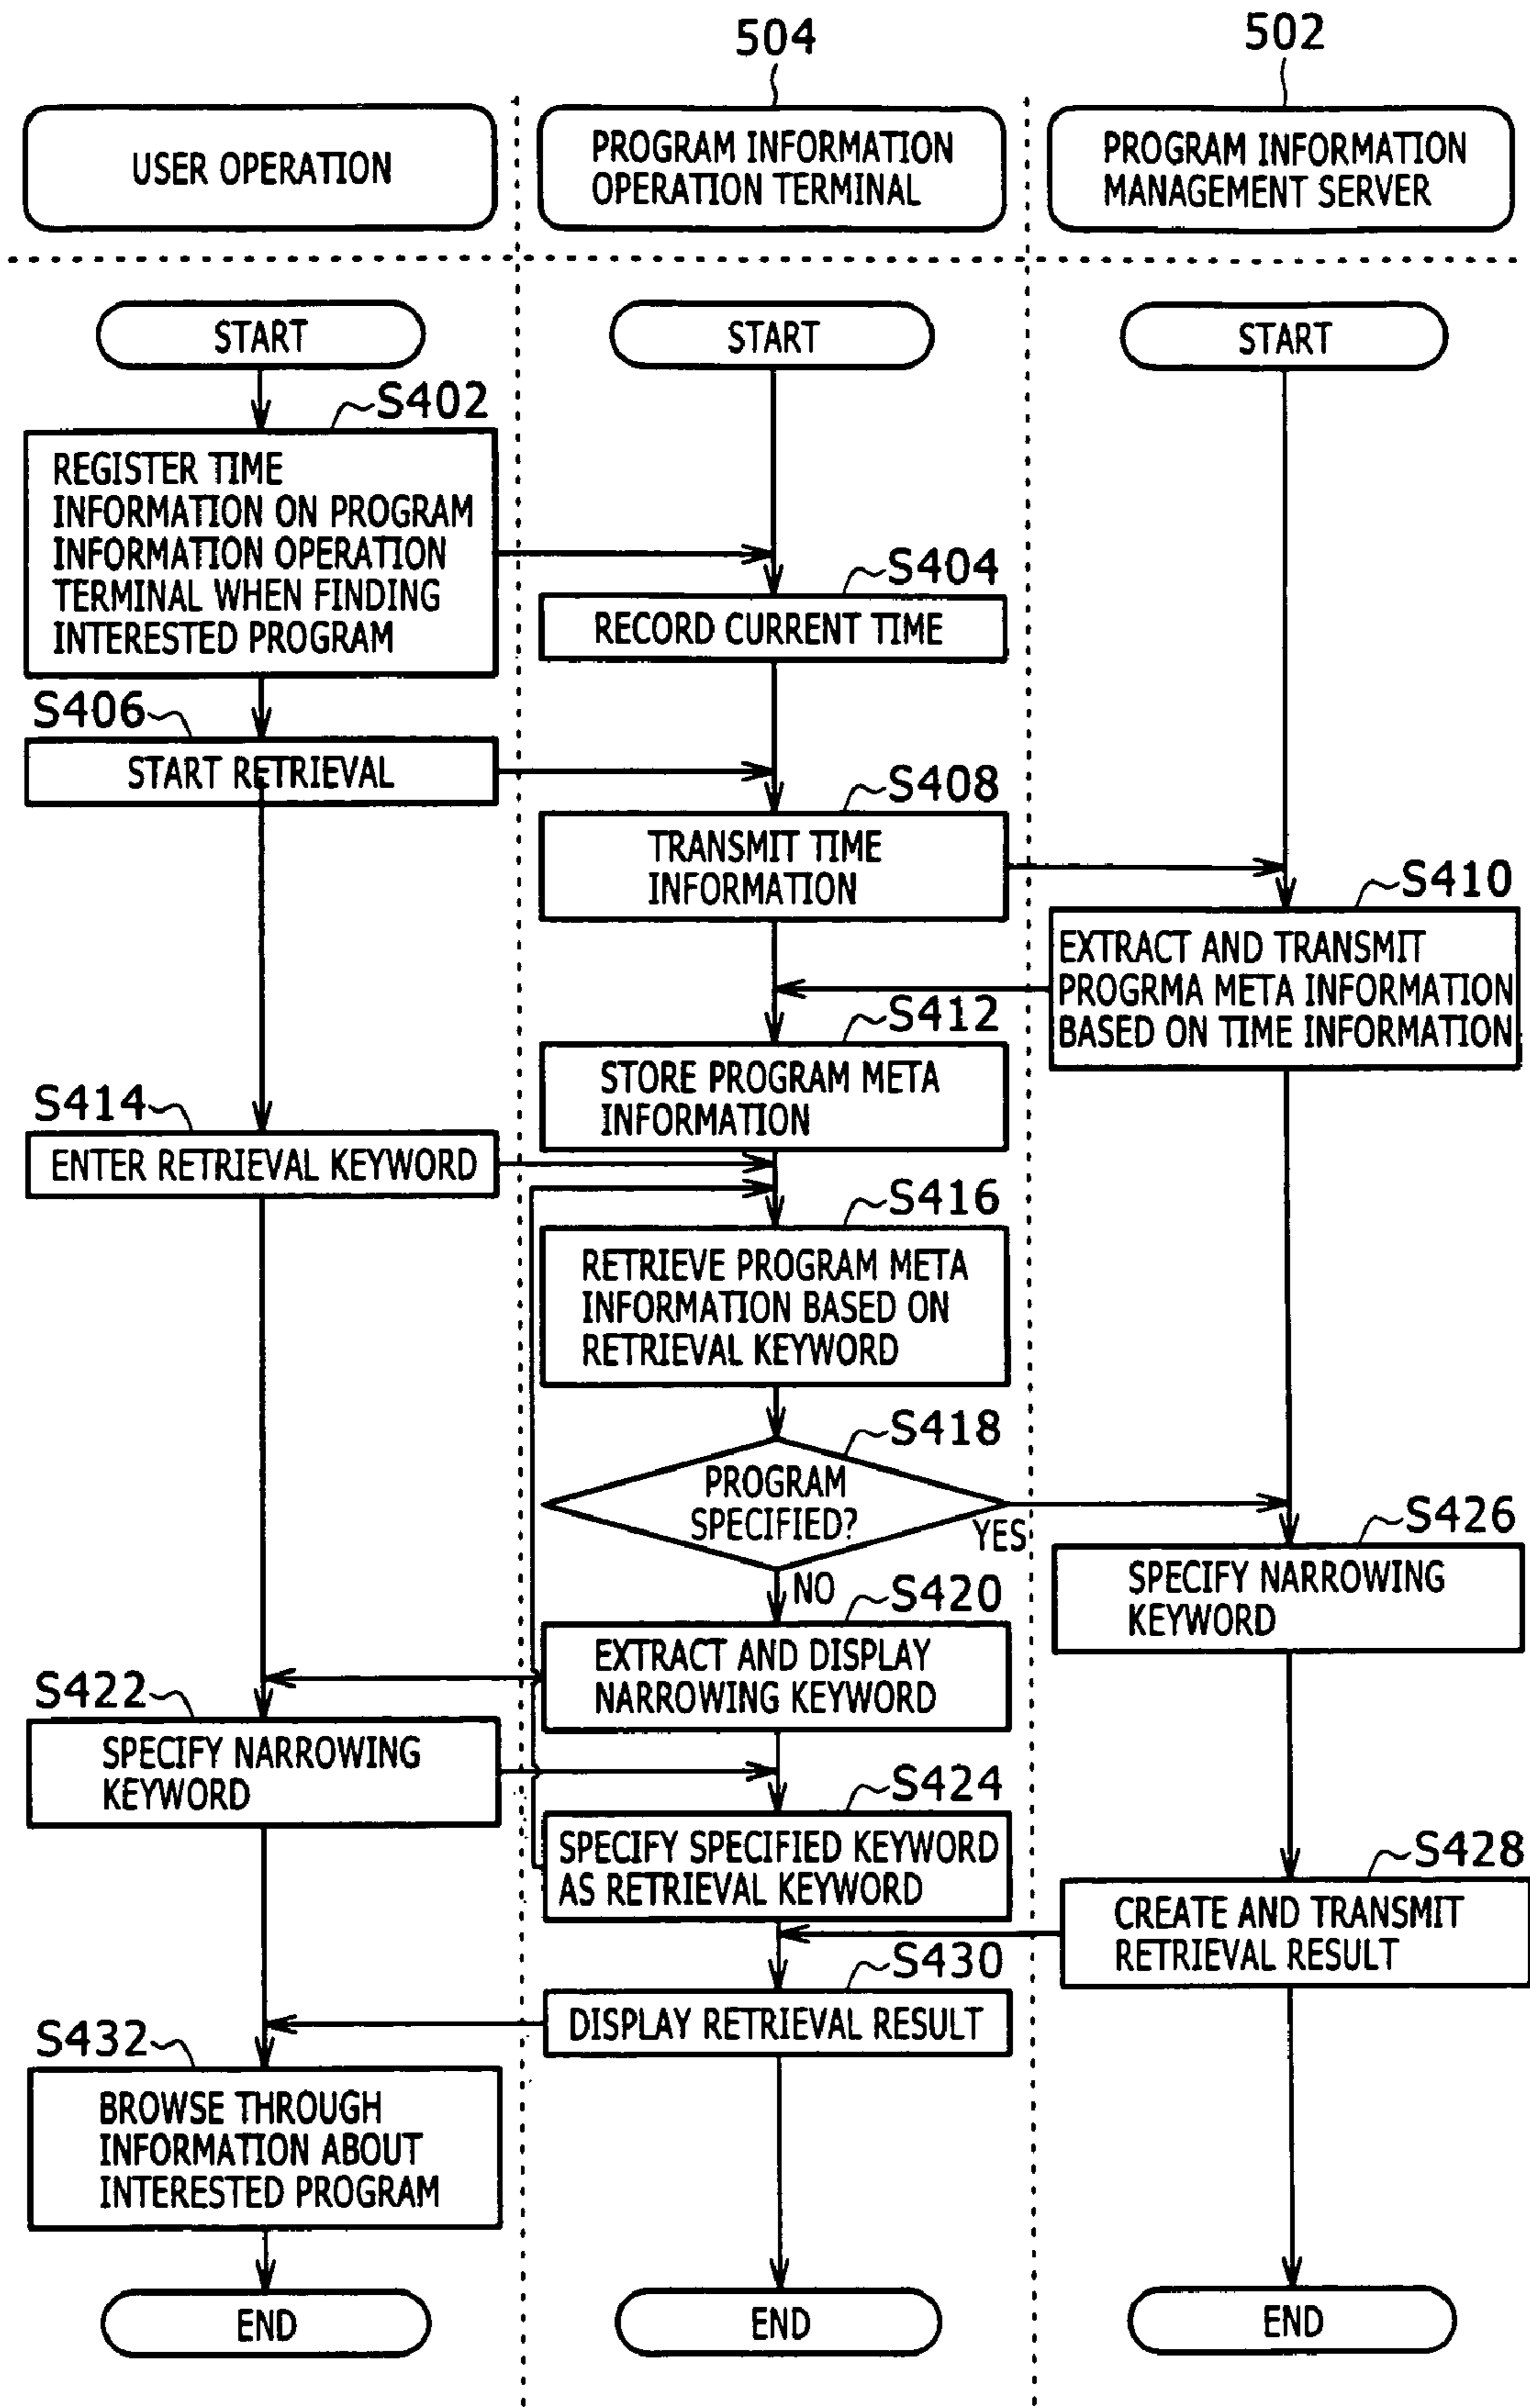 504
502
USER OPERATION
PROGRAM INFORMATION
OPERATION TERMINAL
PROGRAM INFORMATION
MANAGEMENT SERVER
START
START
START
S402
REGISTER TIME
INFORMATION ON PROGRAM
INFORMATION OPERATION
TERMINAL WHEN FINDING
INTERESTED PROGRAM
S404
RECORD CURRENT TIME
S406
START RETRIEVAL
S408
TRANSMIT TIME
INFORMATION
S410
EXTRACT AND TRANSMIT
PROGRMA META INFORMATION
BASED ON TIME INFORMATION
S412
STORE PROGRAM META
INFORMATION
S414
ENTER RETRIEVAL KEYWORD
S416
RETRIEVE PROGRAM META
INFORMATION BASED ON
RETRIEVAL KEYWORD
S418
PROGRAM
SPECIFIED?
YES
NO
S426
SPECIFY NARROWING
KEYWORD
S420
EXTRACT AND DISPLAY
NARROWING KEYWORD
S422
SPECIFY NARROWING
KEYWORD
S424
SPECIFY SPECIFIED KEYWORD
AS RETRIEVAL KEYWORD
S428
CREATE AND TRANSMIT
RETRIEVAL RESULT
S430
DISPLAY RETRIEVAL RESULT
S432
BROWSE THROUGH
INFORMATION ABOUT
INTERESTED PROGRAM
END
END
END